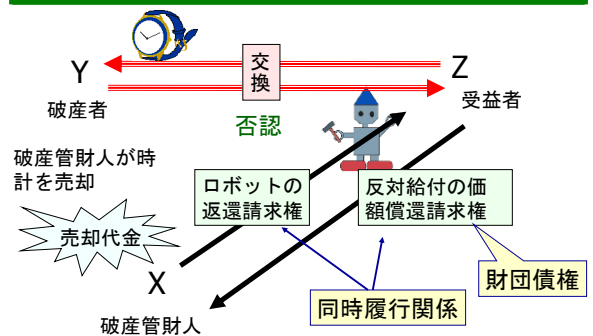 Y
破産者
交
換
Z
受益者
否認
破産管財人が時
計を売却
ロボットの
返還請求権
反対給付の価
額償還請求権
売却代金
X
破産管財人
同時履行関係
財団債権